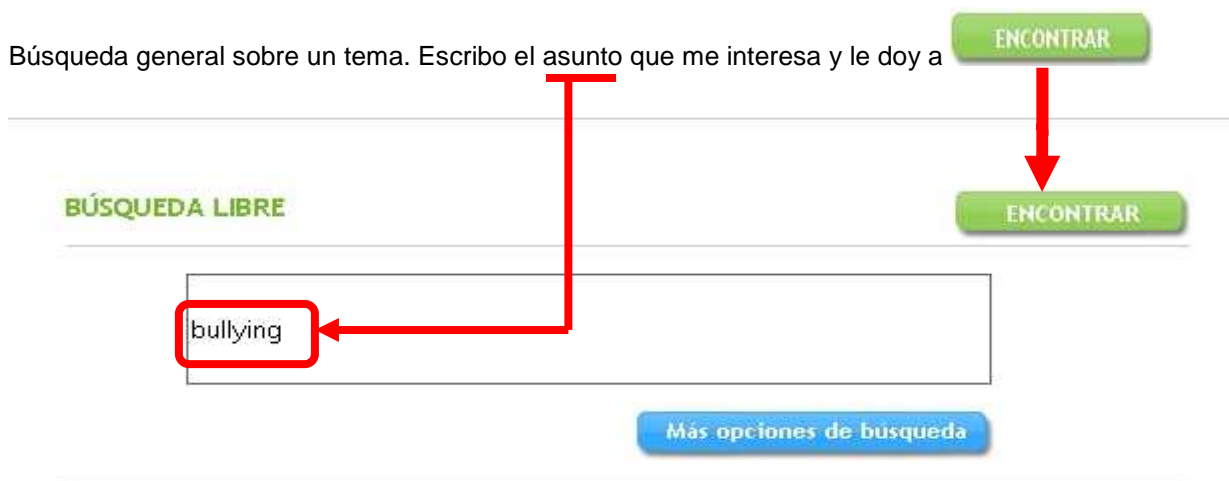 Búsqueda general sobre un tema. Escribo el asunto que me interesa y le doy a ENCONTRAR
BÚSQUEDA LIBRE ENCONTRAR
bullying
Más opciones de búsqueda